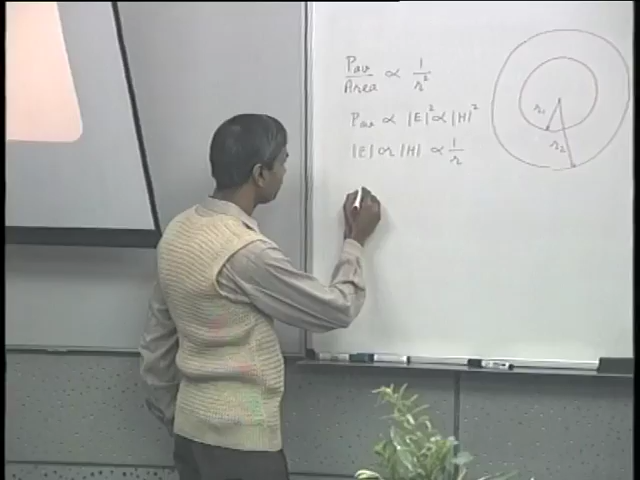 Pav/Area ∝ 1/r²
Pav ∝ |E|² ∝ |H|²
|E| or |H| ∝ 1/r
r₁
r₂